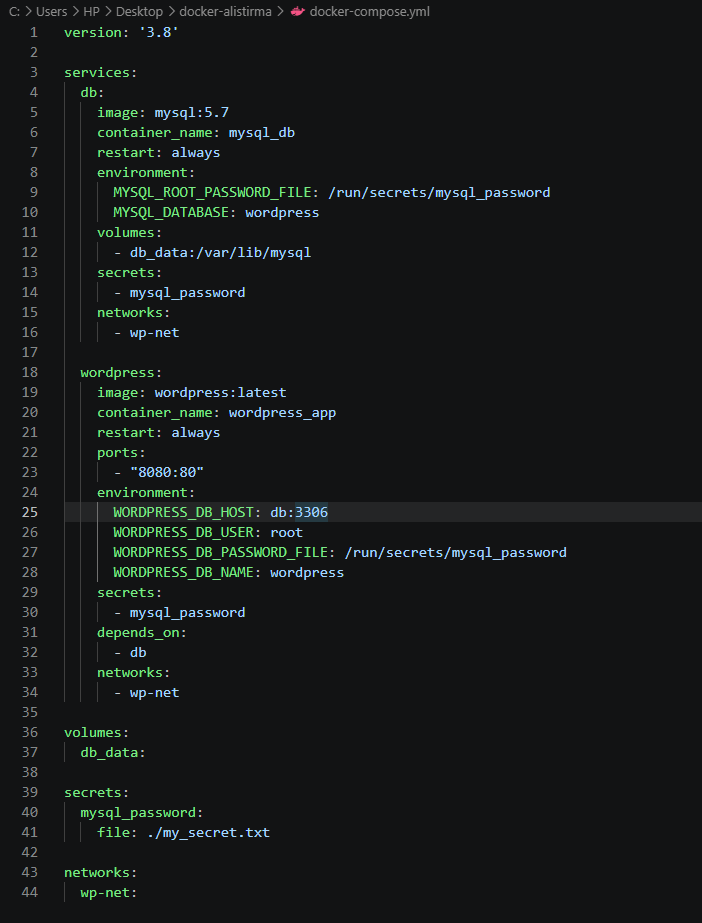 C: > Users > HP > Desktop > docker-alistirma > docker-compose.yml
1 version: '3.8'
2
3 services:
4   db:
5     image: mysql:5.7
6     container_name: mysql_db
7     restart: always
8     environment:
9       MYSQL_ROOT_PASSWORD_FILE: /run/secrets/mysql_password
10       MYSQL_DATABASE: wordpress
11     volumes:
12       - db_data:/var/lib/mysql
13     secrets:
14       - mysql_password
15     networks:
16       - wp-net
17
18   wordpress:
19     image: wordpress:latest
20     container_name: wordpress_app
21     restart: always
22     ports:
23       - "8080:80"
24     environment:
25       WORDPRESS_DB_HOST: db:3306
26       WORDPRESS_DB_USER: root
27       WORDPRESS_DB_PASSWORD_FILE: /run/secrets/mysql_password
28       WORDPRESS_DB_NAME: wordpress
29     secrets:
30       - mysql_password
31     depends_on:
32       - db
33     networks:
34       - wp-net
35
36 volumes:
37   db_data:
38
39 secrets:
40   mysql_password:
41     file: ./my_secret.txt
42
43 networks:
44   wp-net: